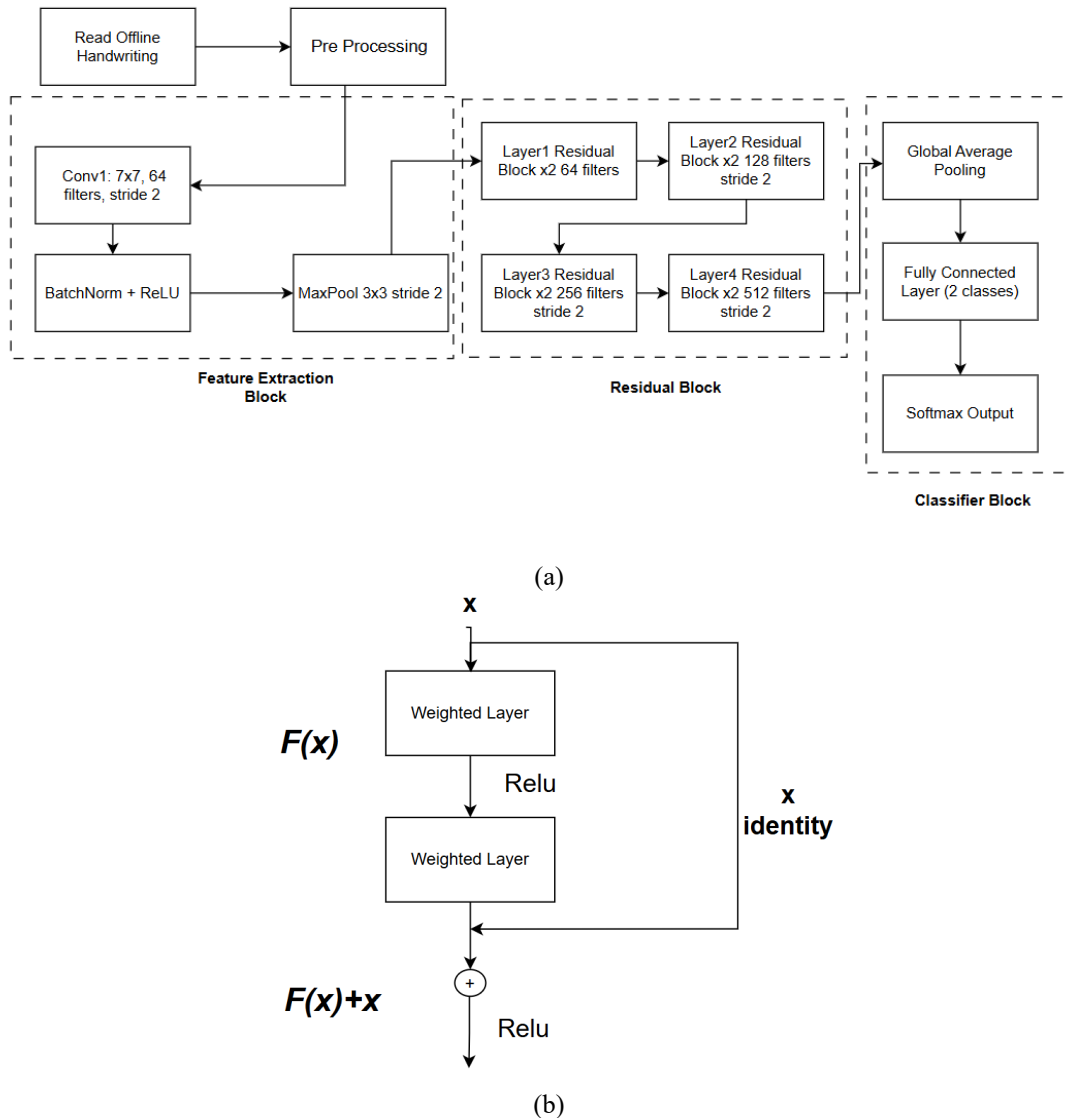 Read Offline
Handwriting
Pre Processing
Conv1: 7x7, 64
filters, stride 2
BatchNorm + ReLU
MaxPool 3x3 stride 2
Feature Extraction
Block
Layer1 Residual
Block x2 64 filters
Layer2 Residual
Block x2 128 filters
stride 2
Layer3 Residual
Block x2 256 filters
stride 2
Layer4 Residual
Block x2 512 filters
stride 2
Residual Block
Global Average
Pooling
Fully Connected
Layer (2 classes)
Softmax Output
Classifier Block
(a)
x
Weighted Layer
F(x)
Relu
Weighted Layer
x
identity
+
F(x)+x
Relu
(b)